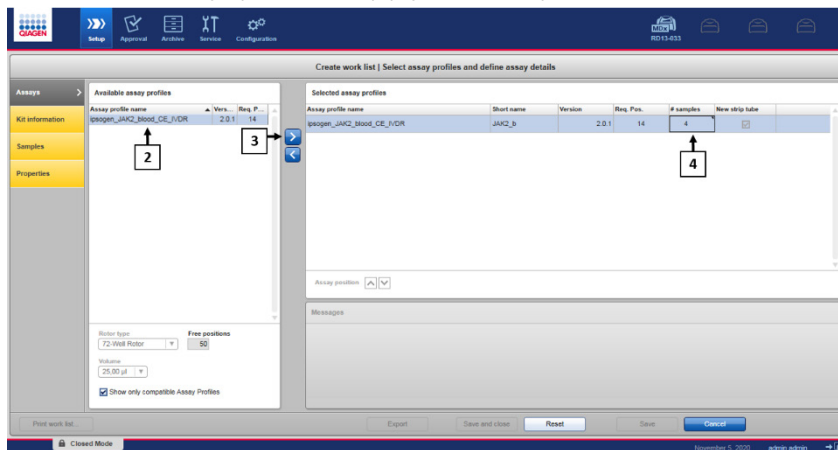 QIAGEN
Setup Approval Archive Service Configuration
MDx
RD13-033
Create work list | Select assay profiles and define assay details
Assays >
Kit information
Samples
Properties
Available assay profiles
Assay profile name Vers... Req. P...
ipsogen_JAK2_blood_CE_IVDR 2.0.1 14
2
3
Rotor type Free positions
72-Well Rotor 50
Volume
25,00 µl
Show only compatible Assay Profiles
Selected assay profiles
Assay profile name Short name Version Req. Pos. # samples New strip tube
ipsogen_JAK2_blood_CE_IVDR JAK2_b 2.0.1 14 4
4
Assay position
Messages
Print work list... Export Save and close Reset Save Cancel
Closed Mode November 5, 2020 admin admin